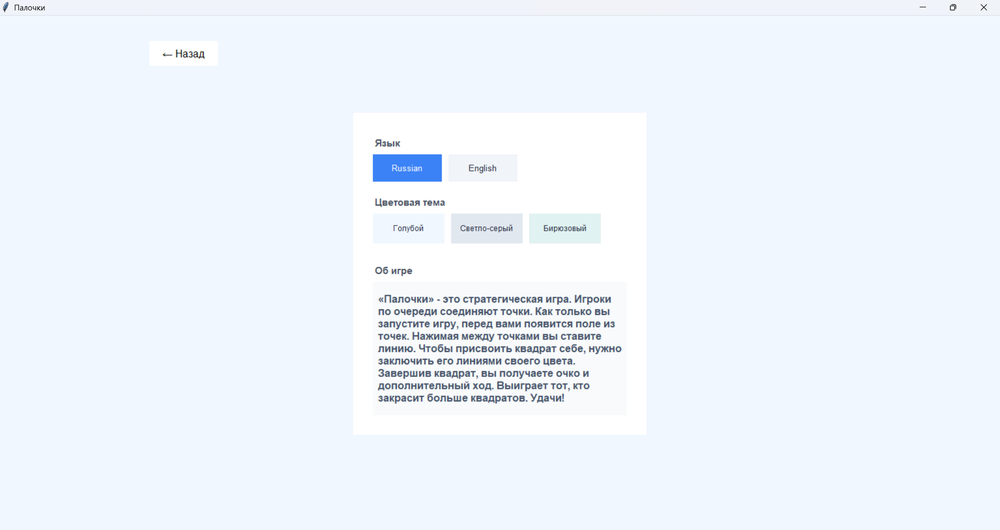 Палочки
← Назад
Язык
Russian English
Цветовая тема
Голубой Светло-серый Бирюзовый
Об игре
«Палочки» - это стратегическая игра. Игроки
по очереди соединяют точки. Как только вы
запустите игру, перед вами появится поле из
точек. Нажимая между точками вы ставите
линию. Чтобы присвоить квадрат себе, нужно
заключить его линиями своего цвета.
Завершив квадрат, вы получаете очко и
дополнительный ход. Выиграет тот, кто
закрасит больше квадратов. Удачи!